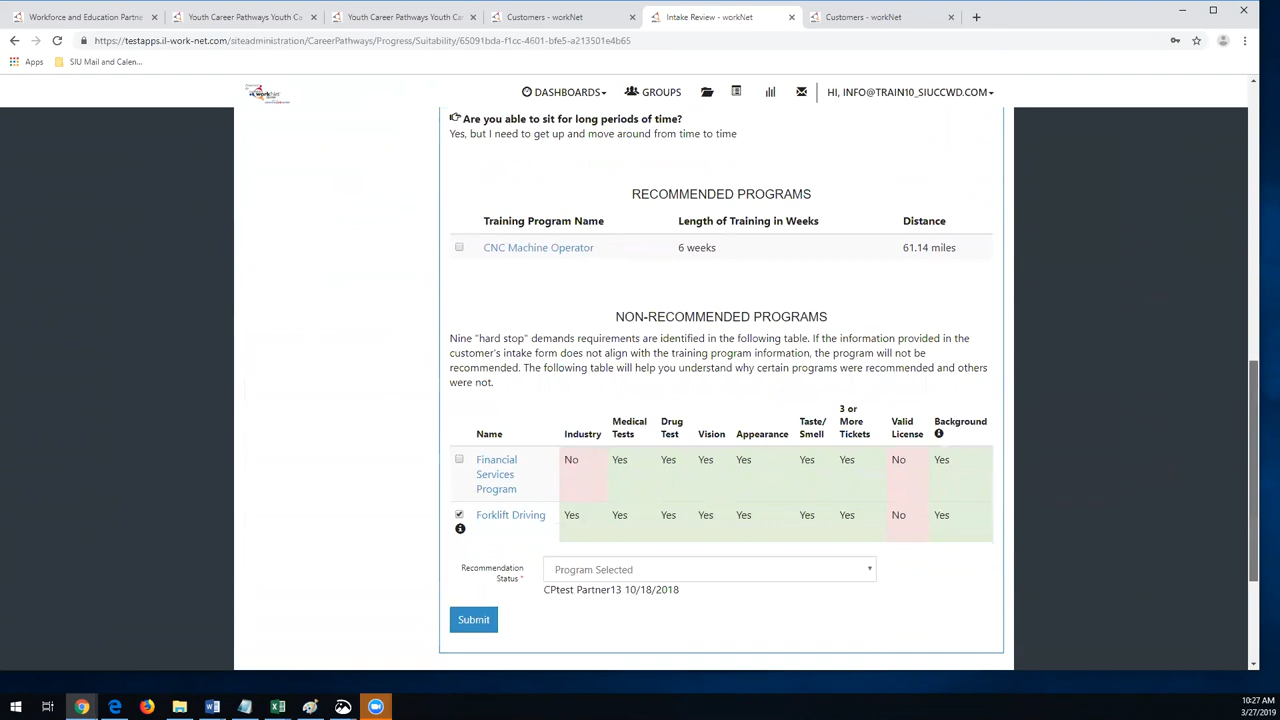 Workforce and Education Partne
Youth Career Pathways Youth Ca
Youth Career Pathways Youth Ca
Customers - workNet
Intake Review - workNet
Customers - workNet
https://testapps.il-work-net.com/siteadministration/CareerPathways/Progress/Suitability/65091bda-f1cc-4601-bfe5-a213501e4b65
Apps
SIU Mail and Calen...
workNet
DASHBOARDS
GROUPS
HI, INFO@TRAIN10_SIUCCWD.COM
Are you able to sit for long periods of time?
Yes, but I need to get up and move around from time to time
RECOMMENDED PROGRAMS
Training Program Name Length of Training in Weeks Distance
CNC Machine Operator 6 weeks 61.14 miles
NON-RECOMMENDED PROGRAMS
Nine "hard stop" demands requirements are identified in the following table. If the information provided in the
customer's intake form does not align with the training program information, the program will not be
recommended. The following table will help you understand why certain programs were recommended and others
were not.
Name Industry Medical Tests Drug Test Vision Appearance Taste/ Smell 3 or More Tickets Valid License Background
Financial Services Program No Yes Yes Yes Yes Yes Yes No Yes
Forklift Driving Yes Yes Yes Yes Yes Yes Yes No Yes
Recommendation Status * Program Selected
CPtest Partner13 10/18/2018
Submit
10:27 AM
3/27/2019